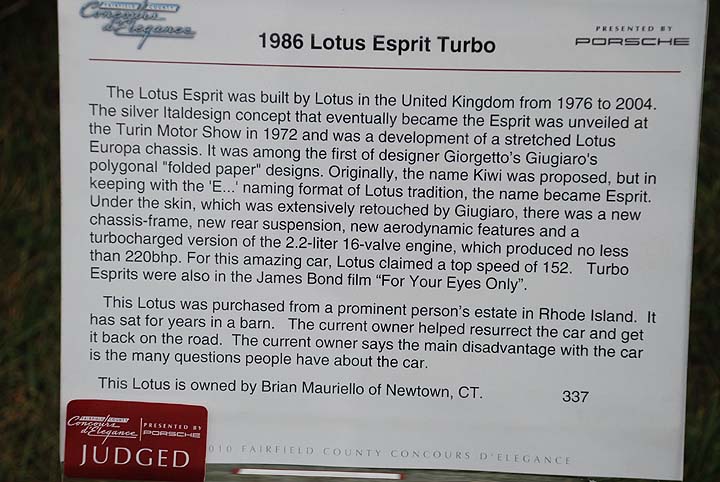 FAIRFIELD COUNTY
Concours
d'Elegance
1986 Lotus Esprit Turbo
PRESENTED BY
PORSCHE
The Lotus Esprit was built by Lotus in the United Kingdom from 1976 to 2004.
The silver Italdesign concept that eventually became the Esprit was unveiled at
the Turin Motor Show in 1972 and was a development of a stretched Lotus
Europa chassis. It was among the first of designer Giorgetto's Giugiaro's
polygonal "folded paper" designs. Originally, the name Kiwi was proposed, but in
keeping with the 'E...' naming format of Lotus tradition, the name became Esprit.
Under the skin, which was extensively retouched by Giugiaro, there was a new
chassis-frame, new rear suspension, new aerodynamic features and a
turbocharged version of the 2.2-liter 16-valve engine, which produced no less
than 220bhp. For this amazing car, Lotus claimed a top speed of 152. Turbo
Esprits were also in the James Bond film “For Your Eyes Only”.
This Lotus was purchased from a prominent person's estate in Rhode Island. It
has sat for years in a barn. The current owner helped resurrect the car and get
it back on the road. The current owner says the main disadvantage with the car
is the many questions people have about the car.
This Lotus is owned by Brian Mauriello of Newtown, CT. 337
FAIRFIELD COUNTY
Concours
d'Elegance
PRESENTED BY
PORSCHE
JUDGED
010 FAIRFIELD COUNTY CONCOURS D'ELEGANCE